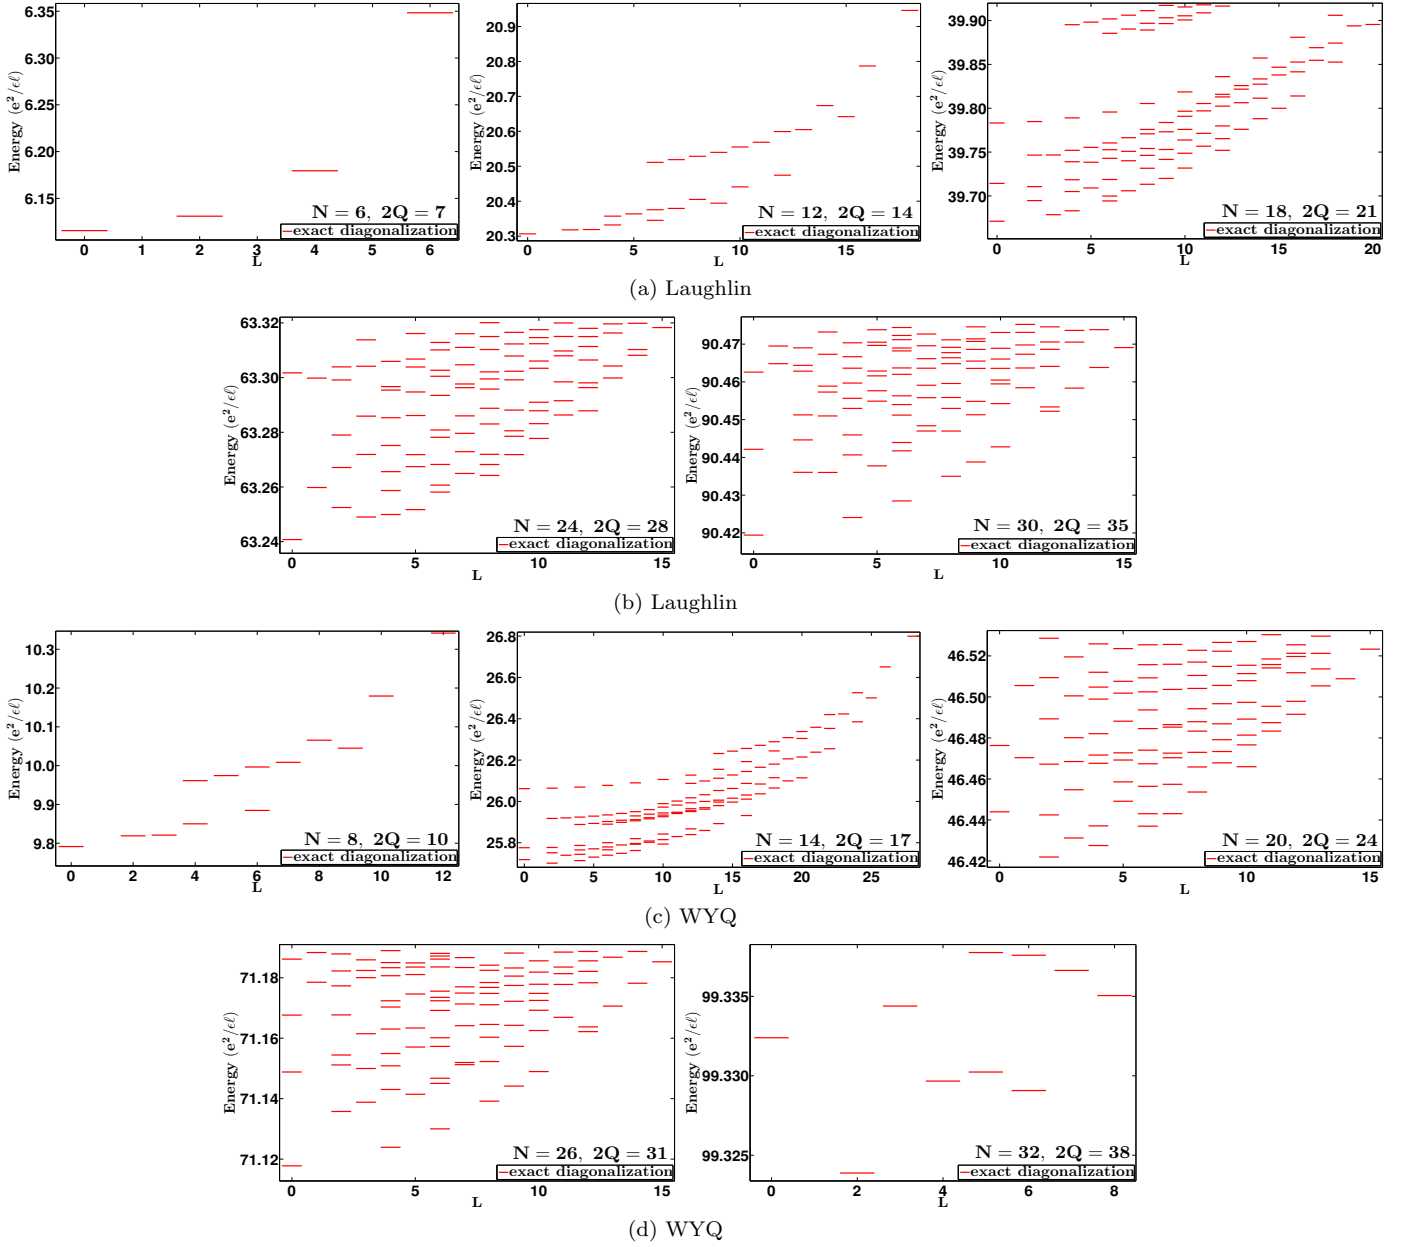 6.35
6.30
6.25
6.20
6.15
Energy (e²/ϵℓ)
N = 6, 2Q = 7
exact diagonalization
0 1 2 3 4 5 6
L
20.9
20.8
20.7
20.6
20.5
20.4
20.3
Energy (e²/ϵℓ)
N = 12, 2Q = 14
exact diagonalization
0 5 10 15
L
39.90
39.85
39.80
39.75
39.70
Energy (e²/ϵℓ)
N = 18, 2Q = 21
exact diagonalization
0 5 10 15 20
L
(a) Laughlin
63.32
63.30
63.28
63.26
63.24
Energy (e²/ϵℓ)
N = 24, 2Q = 28
exact diagonalization
0 5 10 15
L
90.47
90.46
90.45
90.44
90.43
90.42
Energy (e²/ϵℓ)
N = 30, 2Q = 35
exact diagonalization
0 5 10 15
L
(b) Laughlin
10.3
10.2
10.1
10.0
9.9
9.8
Energy (e²/ϵℓ)
N = 8, 2Q = 10
exact diagonalization
0 2 4 6 8 10 12
L
26.8
26.6
26.4
26.2
26.0
25.8
Energy (e²/ϵℓ)
N = 14, 2Q = 17
exact diagonalization
0 5 10 15 20 25
L
46.52
46.50
46.48
46.46
46.44
46.42
Energy (e²/ϵℓ)
N = 20, 2Q = 24
exact diagonalization
0 5 10 15
L
(c) WYQ
71.18
71.16
71.14
71.12
Energy (e²/ϵℓ)
N = 26, 2Q = 31
exact diagonalization
0 5 10 15
L
99.335
99.330
99.325
Energy (e²/ϵℓ)
N = 32, 2Q = 38
exact diagonalization
0 2 4 6 8
L
(d) WYQ